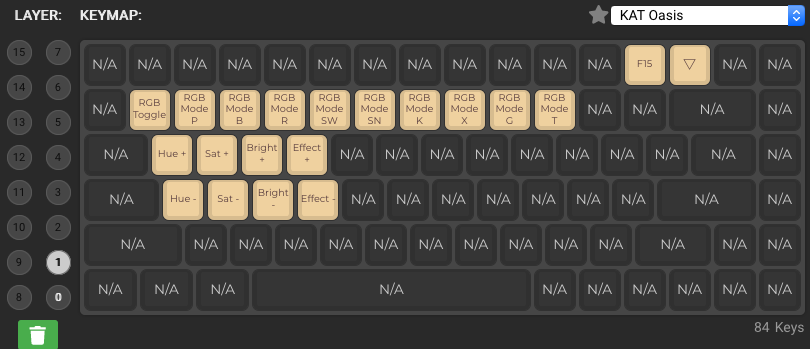 LAYER: KEYMAP: KAT Oasis
15 7 N/A N/A N/A N/A N/A N/A N/A N/A N/A N/A N/A N/A F15 ▽ N/A N/A
14 6
N/A RGB Toggle RGB Mode P RGB Mode B RGB Mode R RGB Mode SW RGB Mode SN RGB Mode K RGB Mode X RGB Mode G RGB Mode T N/A N/A N/A N/A
13 5
12 4 N/A Hue + Sat + Bright + Effect + N/A N/A N/A N/A N/A N/A N/A N/A N/A N/A
11 3 N/A Hue - Sat - Bright - Effect - N/A N/A N/A N/A N/A N/A N/A N/A N/A
10 2
N/A N/A N/A N/A N/A N/A N/A N/A N/A N/A N/A N/A N/A N/A
9 1
8 0 N/A N/A N/A N/A N/A N/A N/A N/A N/A N/A
84 Keys